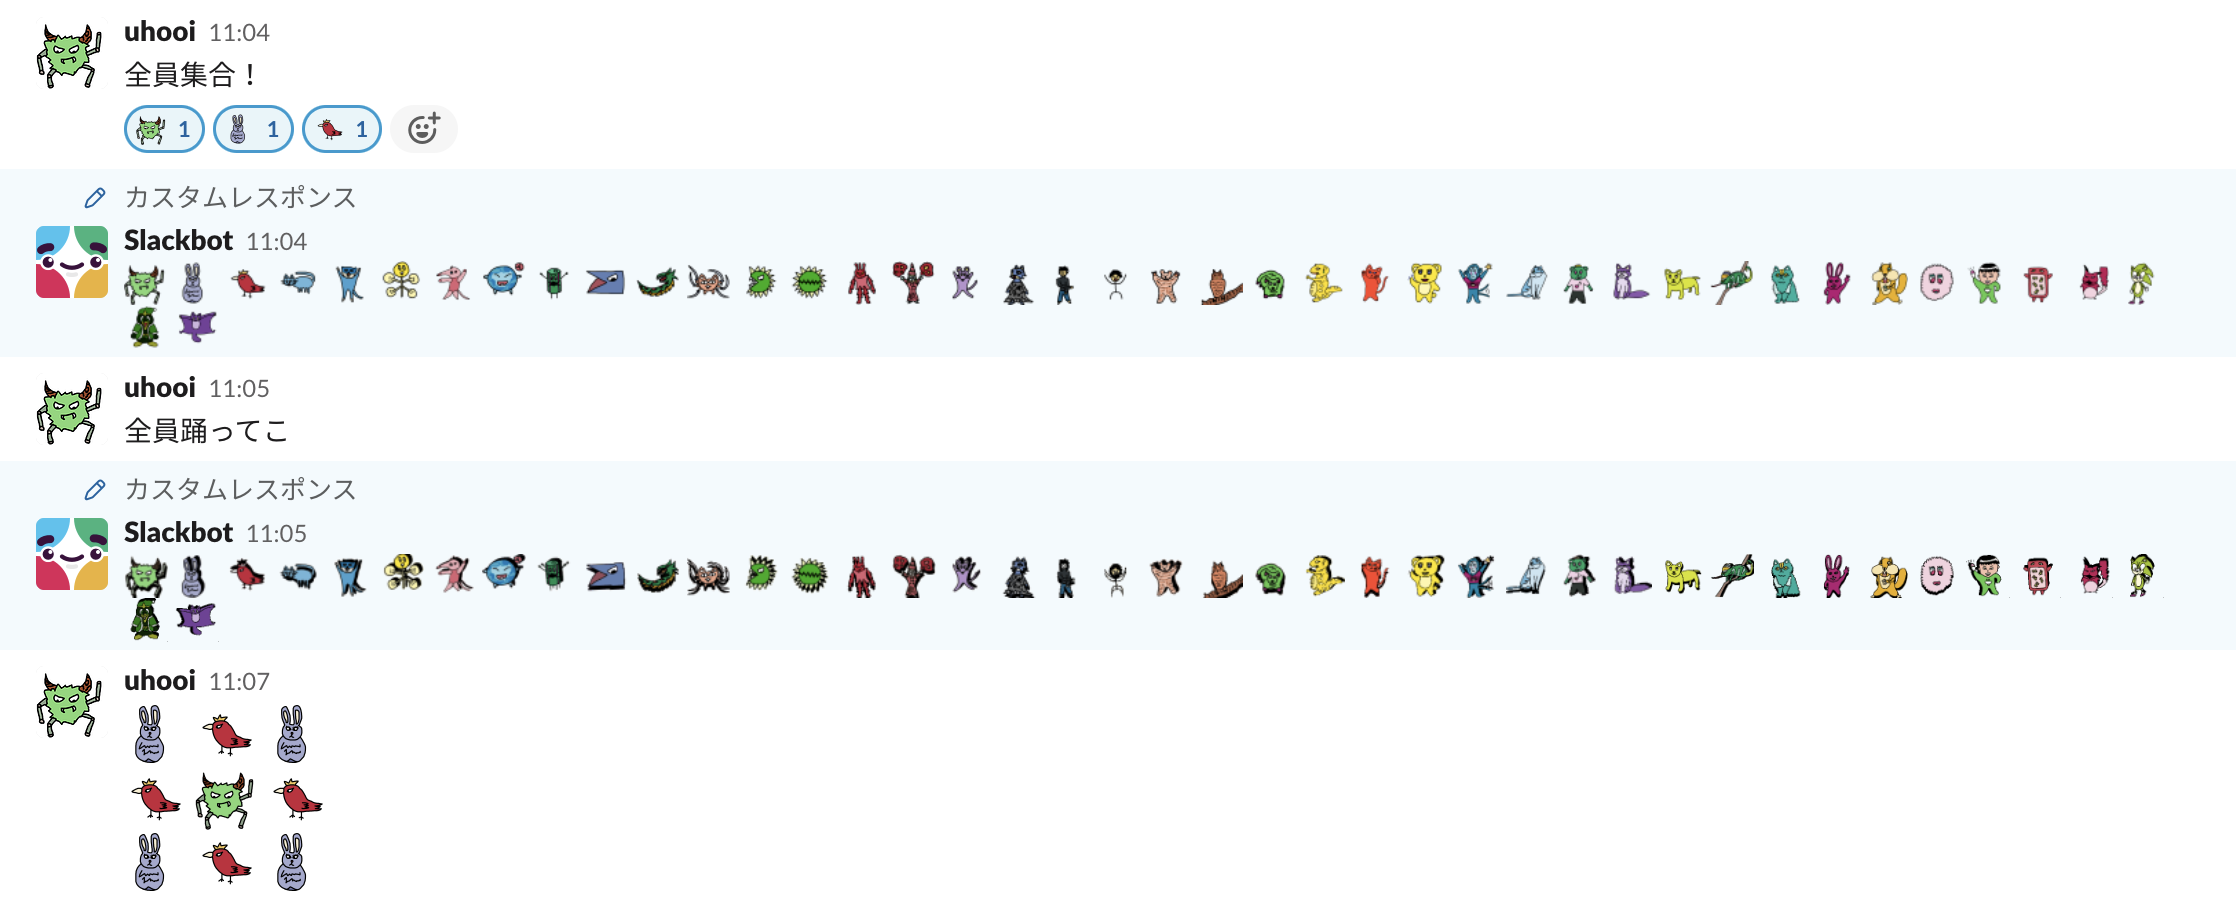 uhooi 11:04
全員集合！
1 1 1
カスタムレスポンス
Slackbot 11:04
uhooi 11:05
全員踊ってこ
カスタムレスポンス
Slackbot 11:05
uhooi 11:07